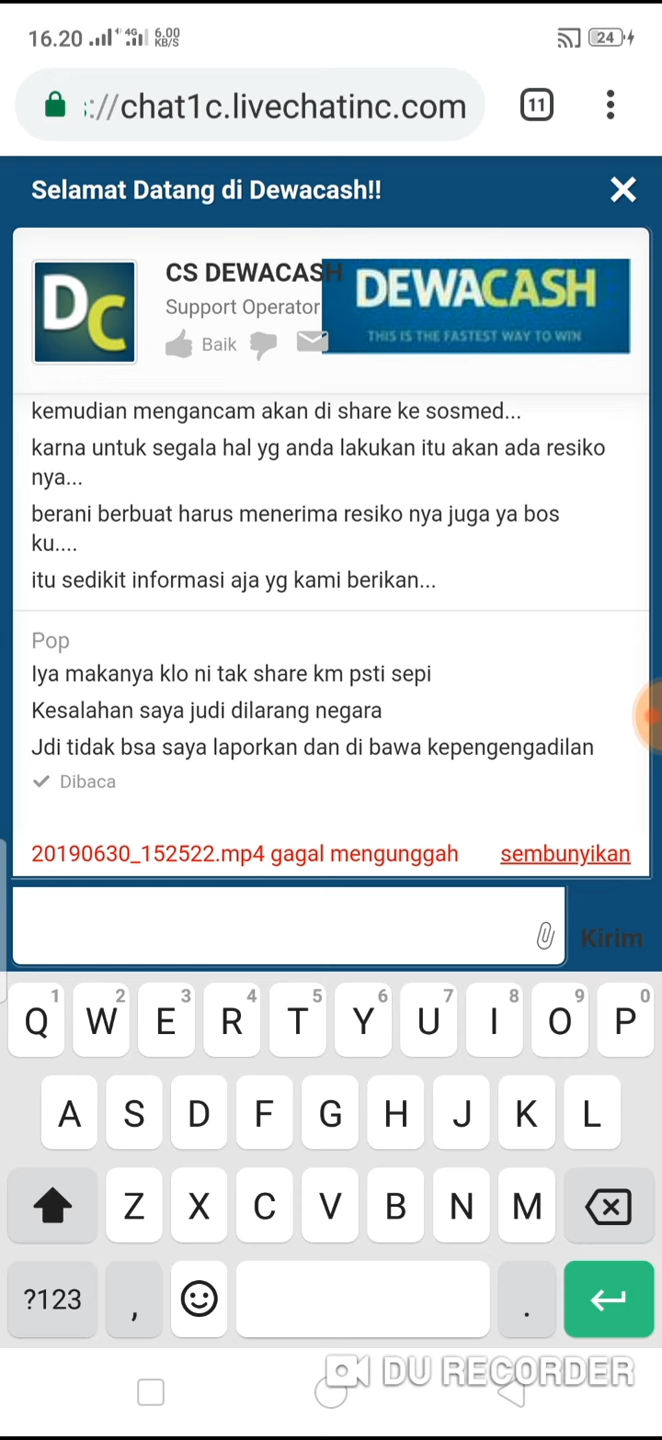 16.20 4G 6.00 KB/S 24
://chat1c.livechatinc.com 11
Selamat Datang di Dewacash!!
DC
CS DEWACASH
DEWACASH
Support Operator
THIS IS THE FASTEST WAY TO WIN
Baik
kemudian mengancam akan di share ke sosmed...
karna untuk segala hal yg anda lakukan itu akan ada resiko
nya...
berani berbuat harus menerima resiko nya juga ya bos
ku....
itu sedikit informasi aja yg kami berikan...
Pop
Iya makanya klo ni tak share km psti sepi
Kesalahan saya judi dilarang negara
Jdi tidak bsa saya laporkan dan di bawa kepengengadilan
Dibaca
20190630_152522.mp4 gagal mengunggah sembunyikan
Kirim
1 2 3 4 5 6 7 8 9 0
Q W E R T Y U I O P
A S D F G H J K L
Z X C V B N M
?123 , .
DU RECORDER